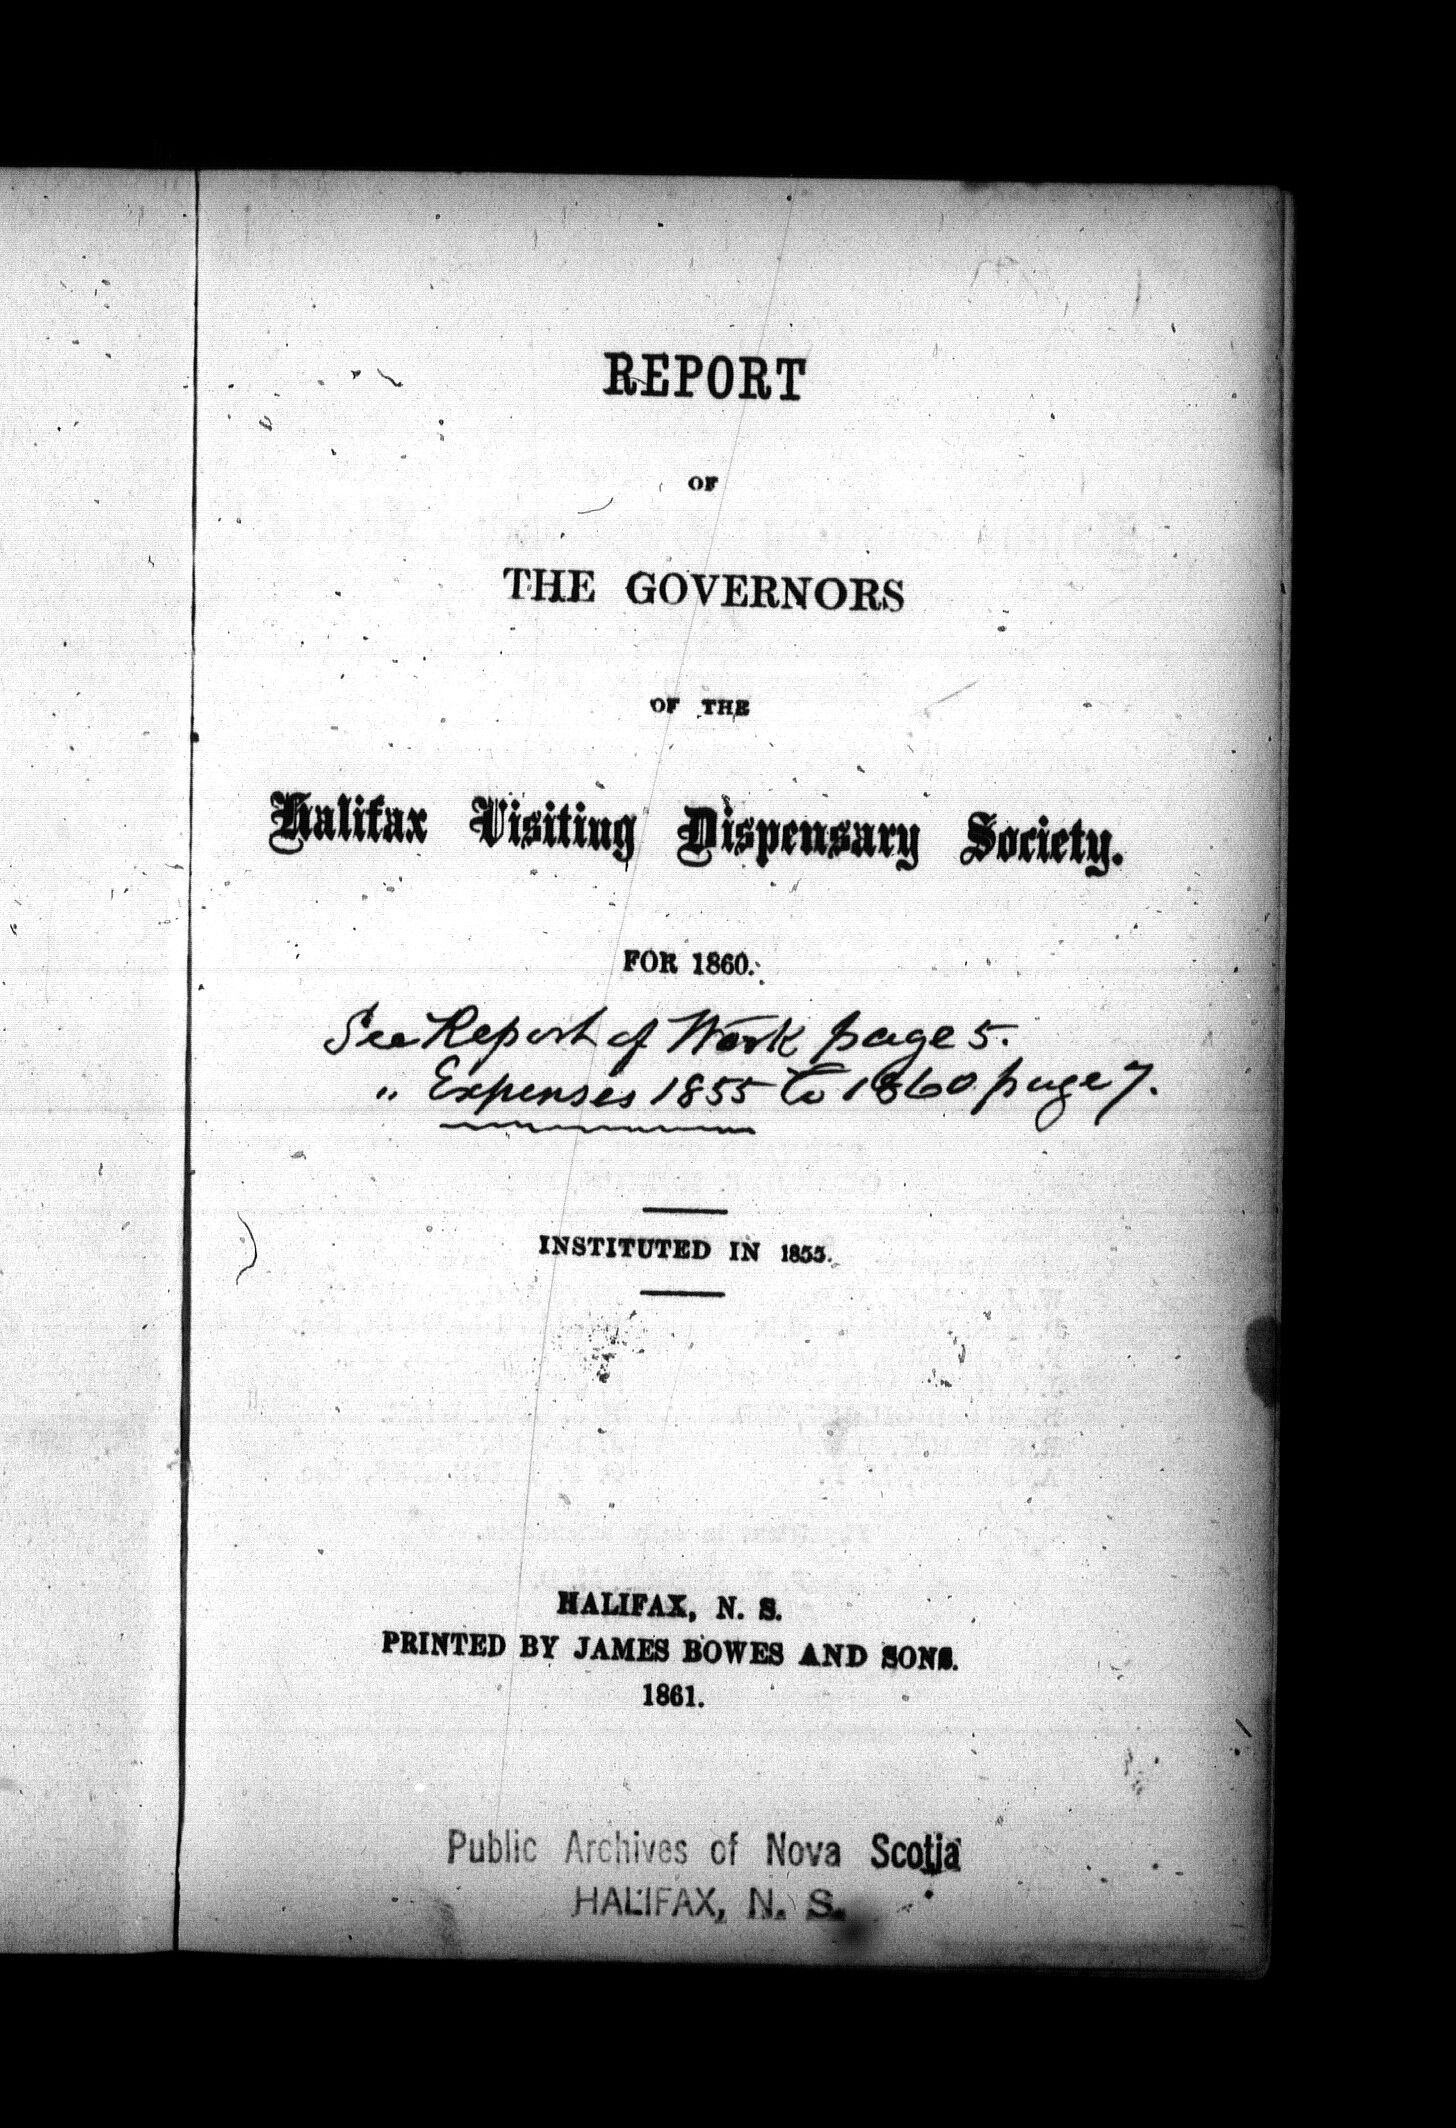 REPORT
OF
THE GOVERNORS
OF THE
Halifax Visiting Dispensary Society.
FOR 1860.
See Report of Work page 5.
„ Expenses 1855 to 1860 page 7.
INSTITUTED IN 1855.
HALIFAX, N. S.
PRINTED BY JAMES BOWES AND SONS.
1861.
Public Archives of Nova Scotia
HALIFAX, N. S.